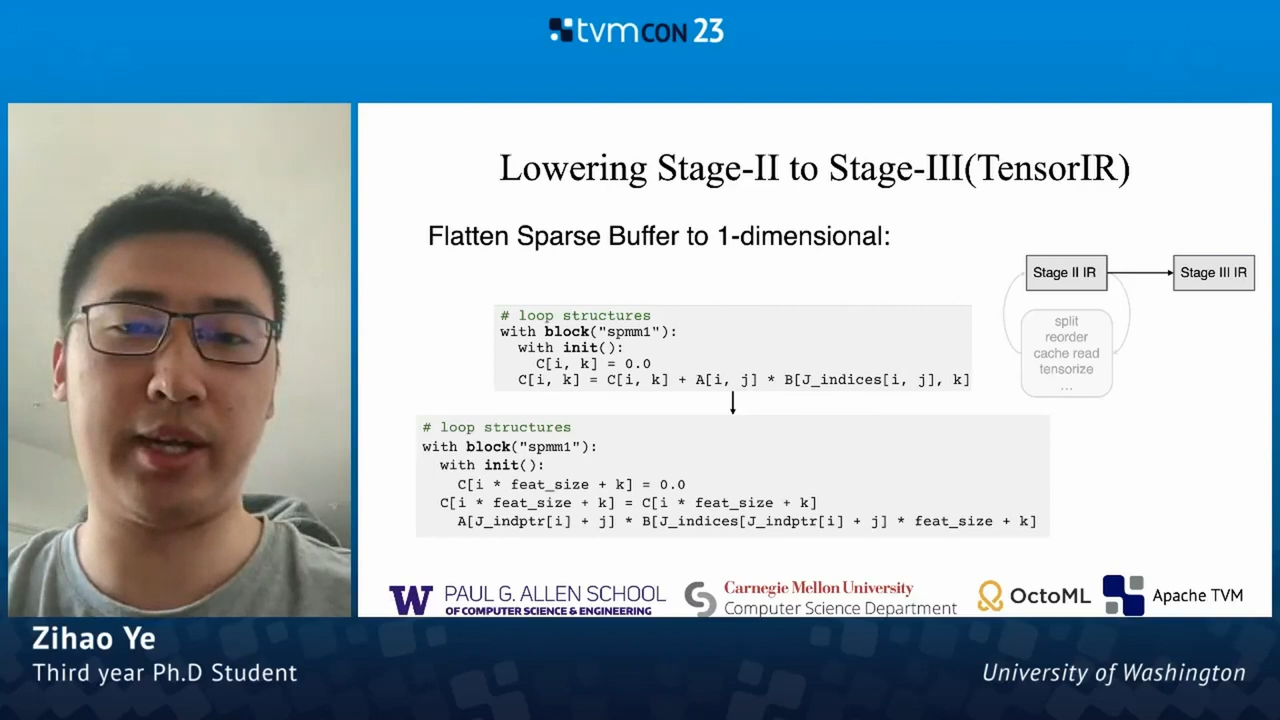 tvmCON 23
Lowering Stage-II to Stage-III(TensorIR)
Flatten Sparse Buffer to 1-dimensional:
Stage II IR
Stage III IR
split
reorder
cache read
tensorize
...
# loop structures
with block("spmm1"):
with init():
C[i, k] = 0.0
C[i, k] = C[i, k] + A[i, j] * B[J_indices[i, j], k]
# loop structures
with block("spmm1"):
with init():
C[i * feat_size + k] = 0.0
C[i * feat_size + k] = C[i * feat_size + k]
A[J_indptr[i] + j] * B[J_indices[J_indptr[i] + j] * feat_size + k]
W PAUL G. ALLEN SCHOOL
OF COMPUTER SCIENCE & ENGINEERING
Carnegie Mellon University
Computer Science Department
OctoML
Apache TVM
Zihao Ye
Third year Ph.D Student
University of Washington